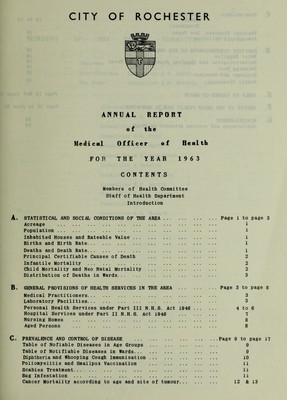 CITY OF ROCHESTER
ANNUAL REPORT
of the
Medical Officer of Health
FOR THE YEAR 1963
CONTENTS
Members of Health Committee
Staff of Health Department
Introduction
A. STATISTICAL AND SOCIAL CONDITIONS OF THE AREA ... ... ... ... Page 1 to page 3
Acreage ... ... ... ... 1
Population ... ... ... ... 1
Inhabited Houses and Rateable Value ... ... ... ... 1
Births and Birth Rate ... ... ... ... 1
Deaths and Death Rate ... ... ... ... 1
Principal Certifiable Causes of Death ... ... ... ... 2
Infantile Mortality ... ... ... ... 2
Child Mortality and Neo Natal Mortality ... ... ... ... 2
Distribution of Deaths in Wards ... ... ... ... 3
B. GENERAL PROVISIONS OF HEALTH SERVICES IN THE AREA ... ... ... Page 3 to page 8
Medical Practitioners ... ... ... ... 3
Laboratory Facilities ... ... ... ... 3
Personal Health Services under Part III N.H.S. Act 1946 ... ... 4 to 6
Hospital Services under Part II N.H.S. Act 1946 ... ... ... 7
Nursing Homes ... ... ... ... 8
Aged Persons ... ... ... ... 8
C. PREVALENCE AND CONTROL OF DISEASE ... ... ... ... Page 9 to page 17
Table of Notifiable Diseases in Age Groups ... ... ... ... 9
Table of Notifiable Diseases in Wards ... ... ... ... 9
Diphtheria and Whooping Cough Immunisation ... ... ... ... 10
Poliomyelitis and Smallpox Vaccination ... ... ... ... 11
Scabies Treatment ... ... ... ... 11
Bug Infestation ... ... ... ... 11
Cancer Mortality according to age and site of tumour ... ... 12 & 13